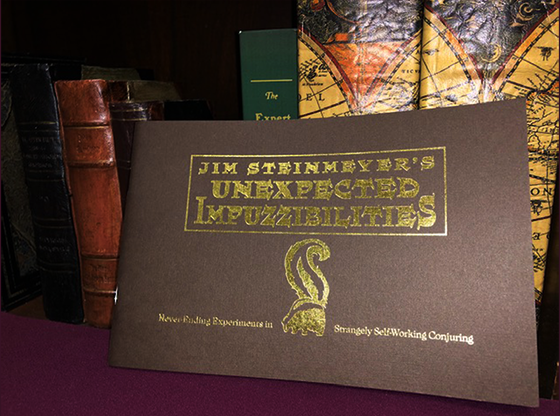 The
Expert
JIM STEINMEYER'S
UNEXPECTED
IMPUZZIBILITIES
Never Ending Experiments in Strangely Self-Working Conjuring